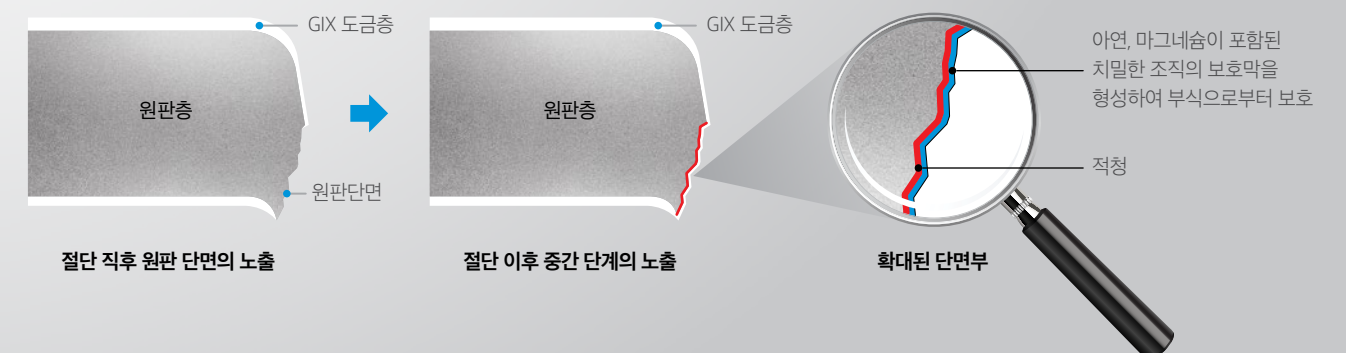 GIX 도금층
원판층
원판단면
절단 직후 원판 단면의 노출
GIX 도금층
원판층
절단 이후 중간 단계의 노출
아연, 마그네슘이 포함된
치밀한 조직의 보호막을
형성하여 부식으로부터 보호
적청
확대된 단면부